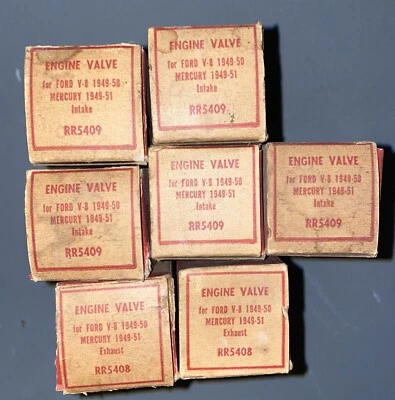 ENGINE VALVE
for FORD V-8 1949-50
MERCURY 1949-51
Intake
RR5409
ENGINE VALVE
for FORD V-8 1949-50
MERCURY 1949-51
Intake
RR5409
ENGINE VALVE
for FORD V-8 1949-50
MERCURY 1949-51
Intake
RR5409
ENGINE VALVE
for FORD V-8 1949-50
MERCURY 1949-51
Intake
RR5409
ENGINE VALVE
for FORD V-8 1949-50
MERCURY 1949-51
Intake
RR5409
ENGINE VALVE
for FORD V-8 1949-50
MERCURY 1949-51
Exhaust
RR5408
ENGINE VALVE
for FORD V-8 1949-50
MERCURY 1949-51
Exhaust
RR5408